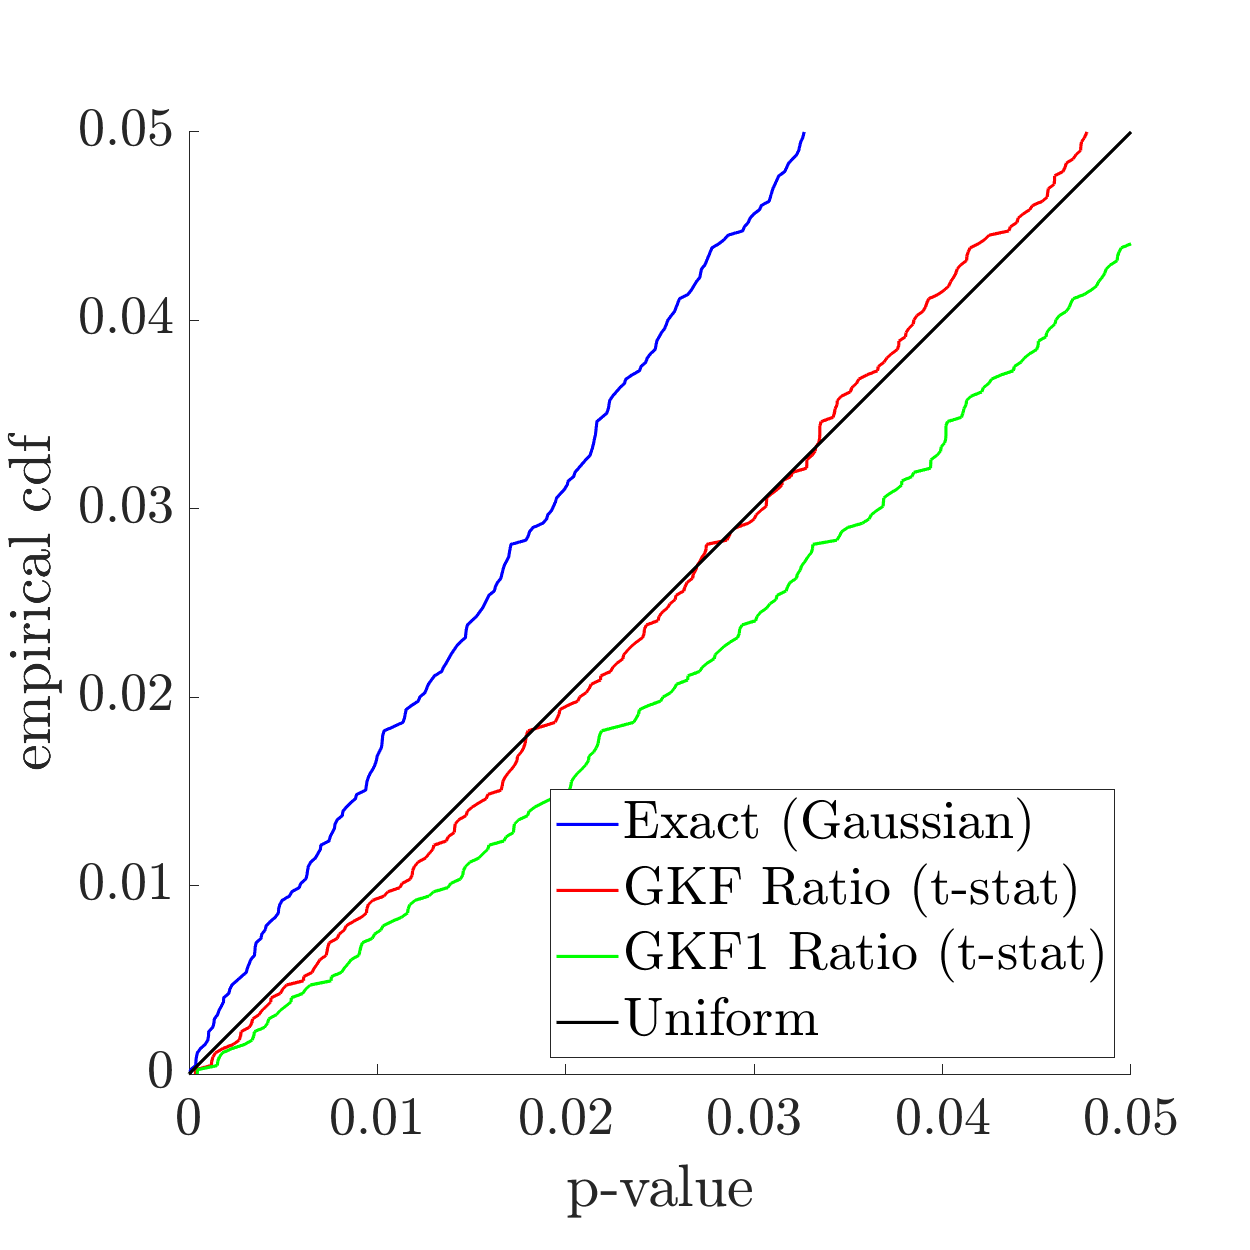 0.05
0.04
0.03
0.02
0.01
0
empirical cdf
Exact (Gaussian)
GKF Ratio (t-stat)
GKF1 Ratio (t-stat)
Uniform
0 0.01 0.02 0.03 0.04 0.05
p-value